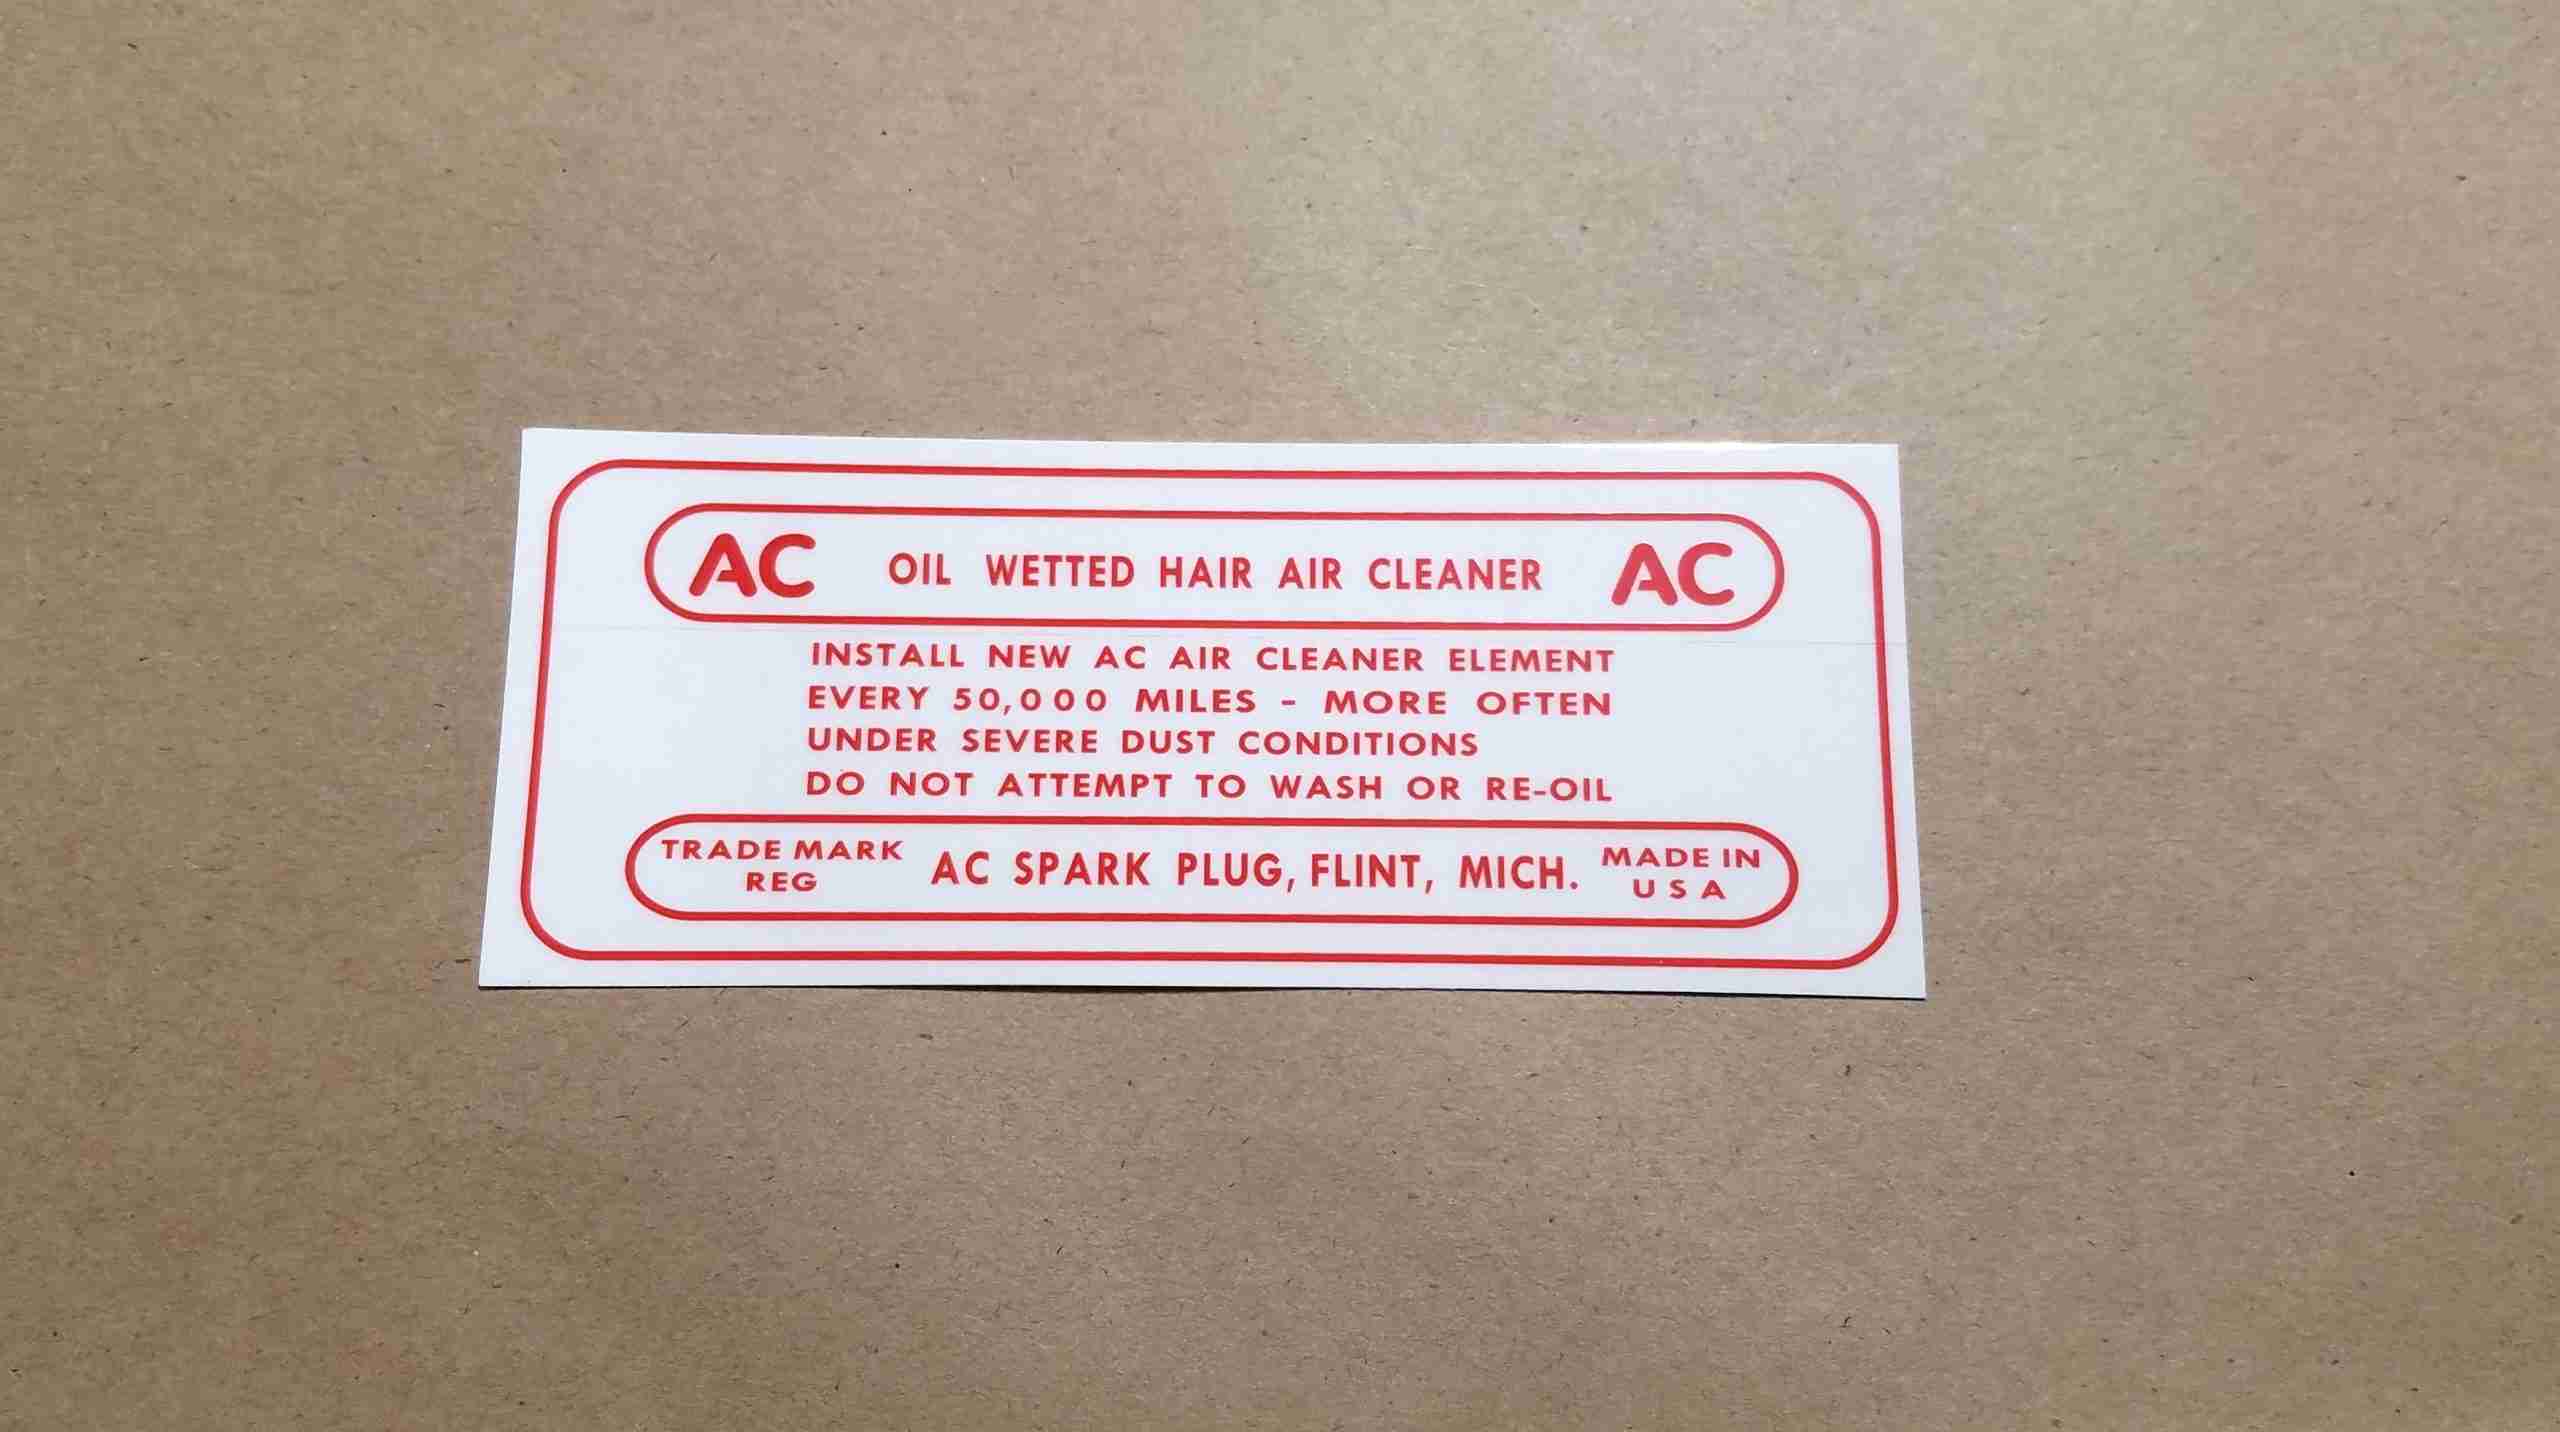 AC OIL WETTED HAIR AIR CLEANER AC
INSTALL NEW AC AIR CLEANER ELEMENT
EVERY 50,000 MILES - MORE OFTEN
UNDER SEVERE DUST CONDITIONS
DO NOT ATTEMPT TO WASH OR RE-OIL
TRADE MARK
REG
AC SPARK PLUG, FLINT, MICH.
MADE IN
U S A